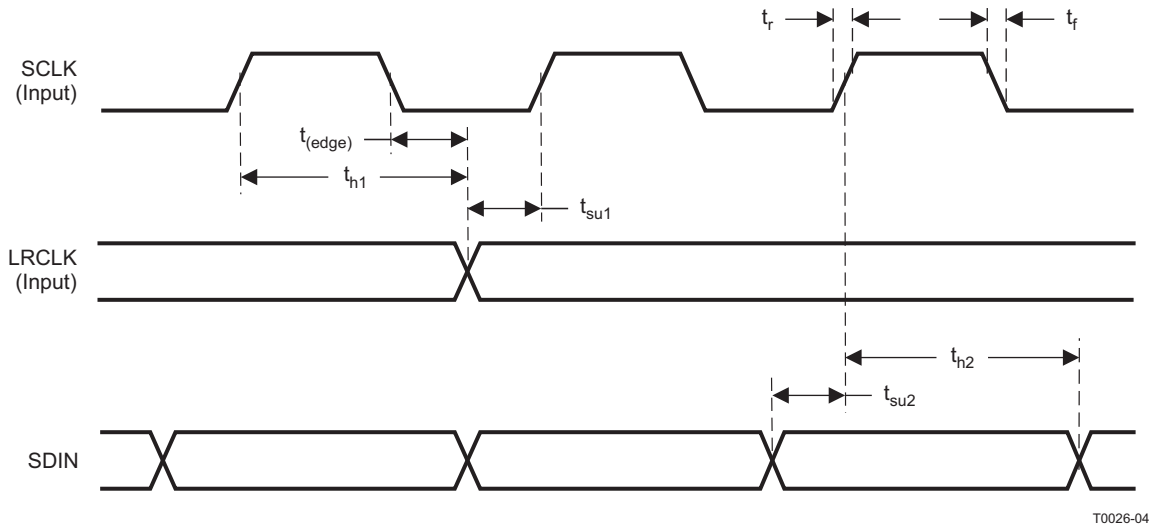 t_r
t_f
SCLK
(Input)
t_(edge)
t_h1
t_su1
LRCLK
(Input)
t_h2
t_su2
SDIN
T0026-04